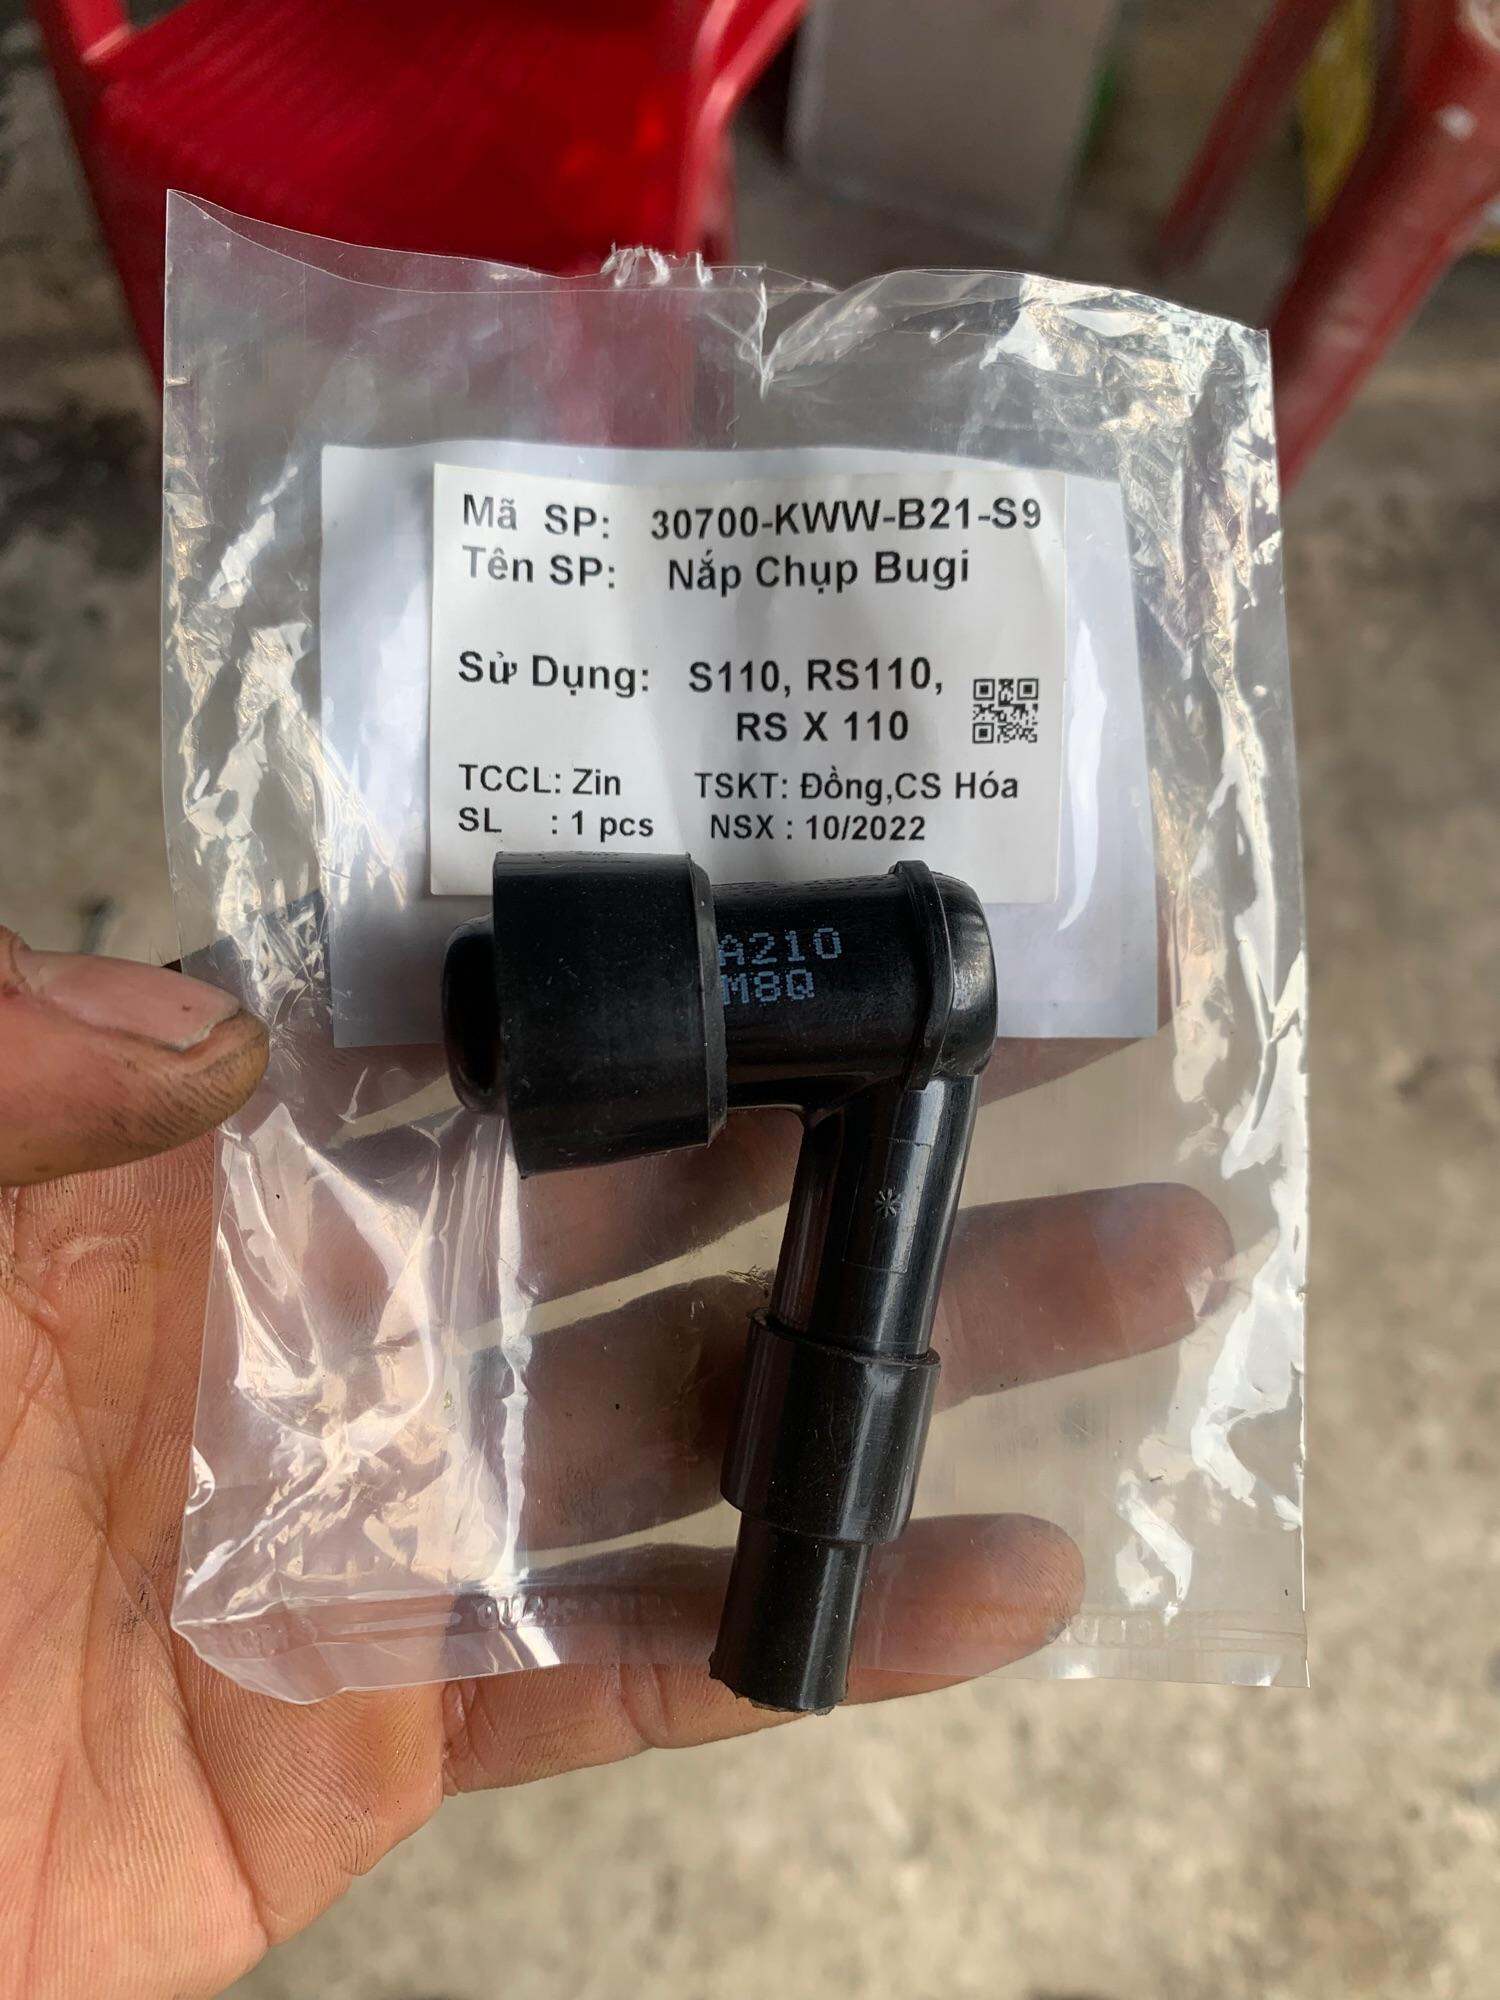 Mã SP: 30700-KWW-B21-S9
Tên SP: Nắp Chụp Bugi
Sử Dụng: S110, RS110,
RS X 110
TCCL: Zin TSKT: Đồng,CS Hóa
SL : 1 pcs NSX : 10/2022
A210
M8Q